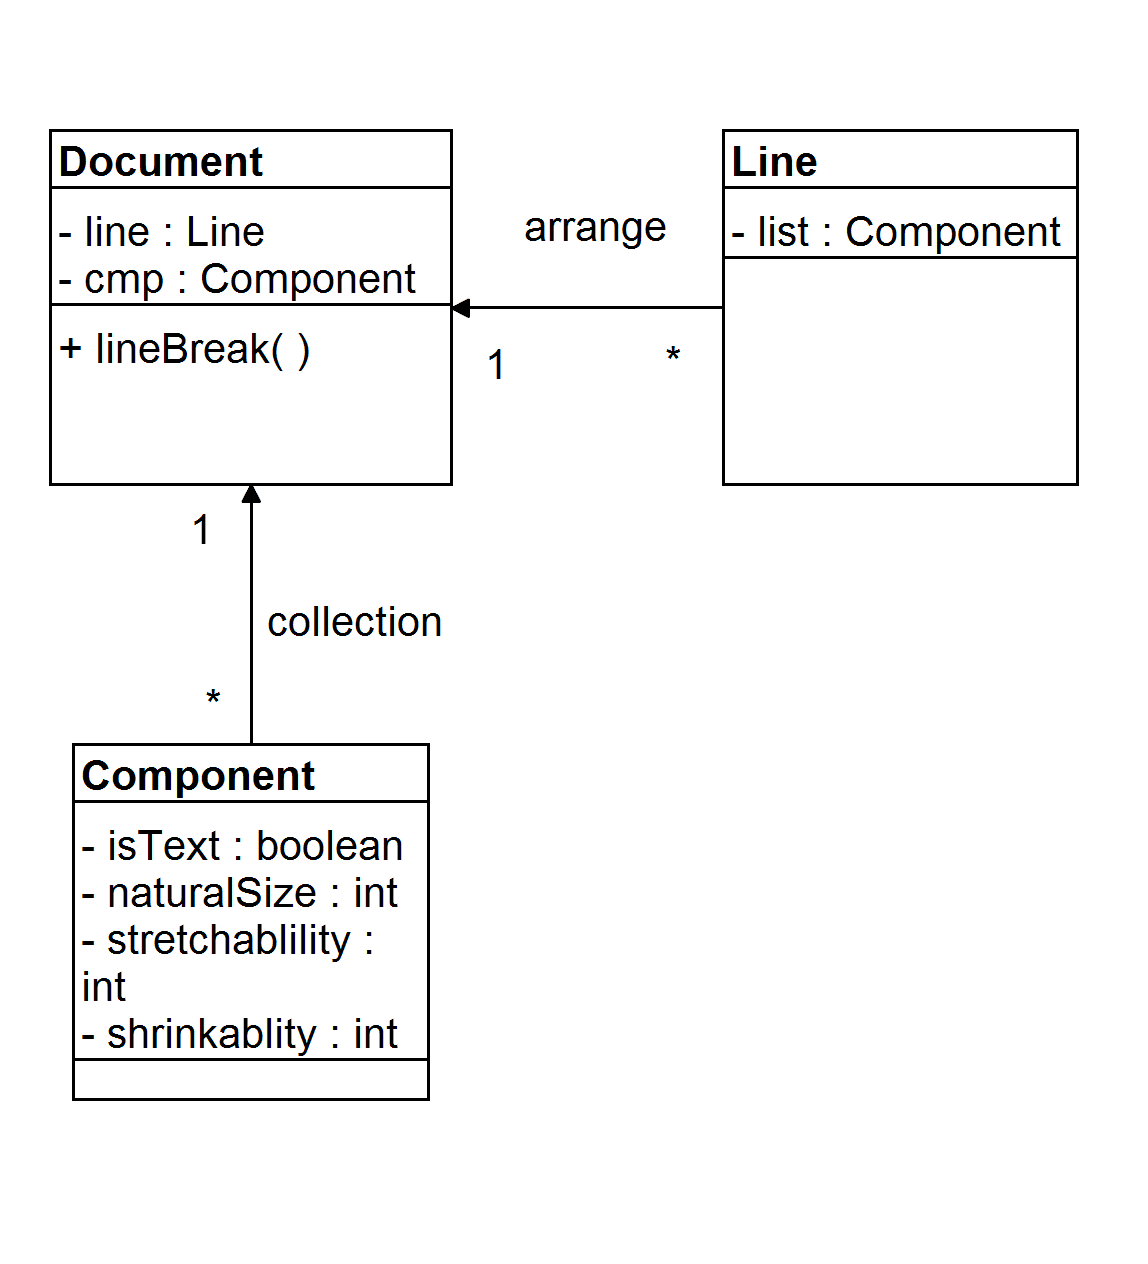 Document
- line : Line
- cmp : Component
+ lineBreak( )
arrange
1
*
Line
- list : Component
1
collection
*
Component
- isText : boolean
- naturalSize : int
- stretchablility :
int
- shrinkablity : int